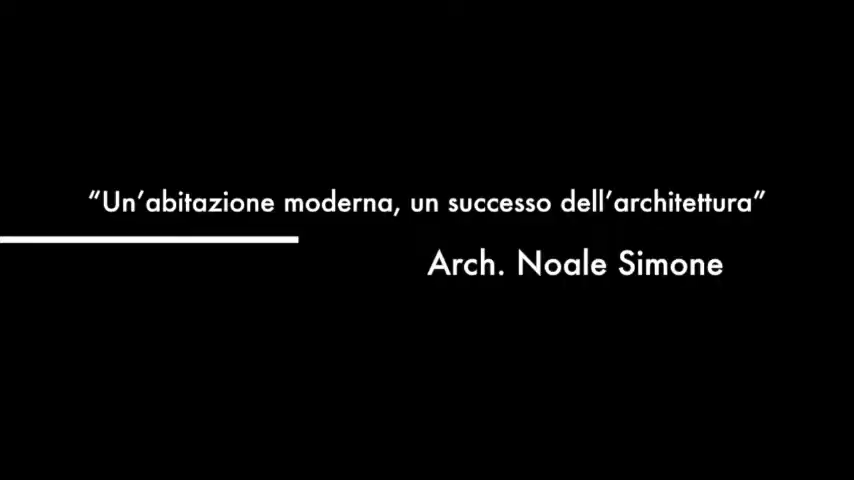 “Un’abitazione moderna, un successo dell’architettura”
Arch. Noale Simone